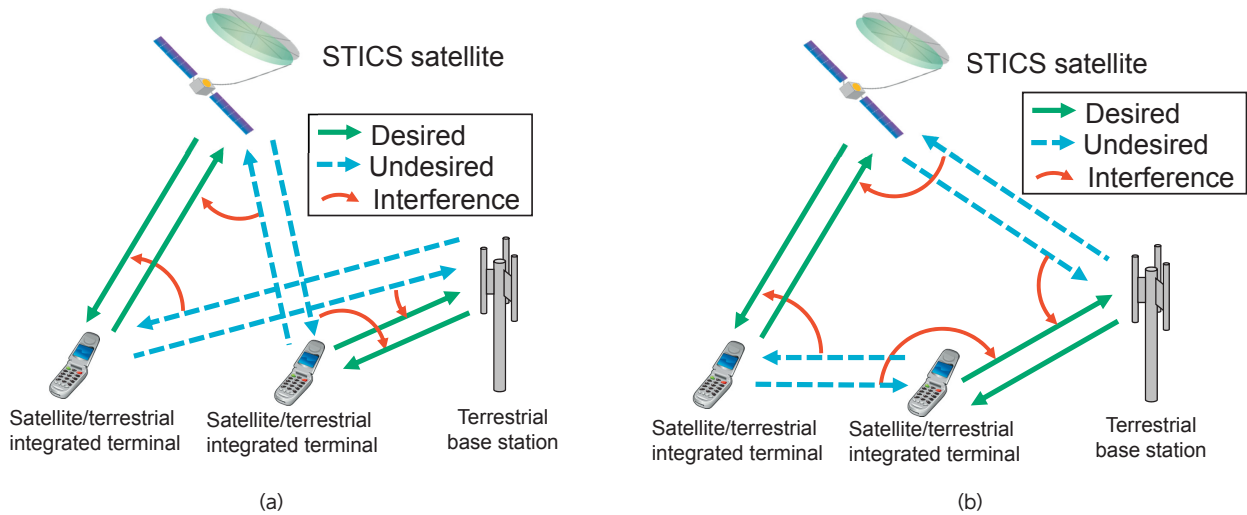 STICS satellite
Desired
Undesired
Interference
Satellite/terrestrial
integrated terminal
Satellite/terrestrial
integrated terminal
Terrestrial
base station
(a)
STICS satellite
Desired
Undesired
Interference
Satellite/terrestrial
integrated terminal
Satellite/terrestrial
integrated terminal
Terrestrial
base station
(b)